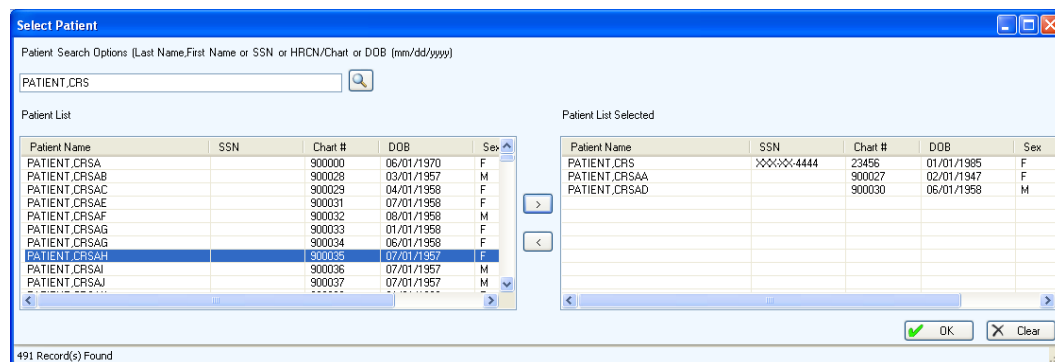 Select Patient
Patient Search Options (Last Name,First Name or SSN or HRCN/Chart or DOB (mm/dd/yyyy)
PATIENT,CRS
Patient List
Patient Name SSN Chart # DOB Sex
PATIENT,CRSA 900000 06/01/1970 F
PATIENT,CRSAB 900028 03/01/1957 M
PATIENT,CRSAC 900029 04/01/1958 F
PATIENT,CRSAE 900031 07/01/1958 F
PATIENT,CRSAF 900032 08/01/1958 M
PATIENT,CRSAG 900033 01/01/1958 F
PATIENT,CRSAG 900034 06/01/1958 F
PATIENT,CRSAH 900035 07/01/1957 F
PATIENT,CRSAI 900036 07/01/1957 M
PATIENT,CRSAJ 900037 07/01/1957 M
>
<
Patient List Selected
Patient Name SSN Chart # DOB Sex
PATIENT,CRS XXX-XX-4444 23456 01/01/1985 F
PATIENT,CRSAA 900027 02/01/1947 F
PATIENT,CRSAD 900030 06/01/1958 M
OK Clear
491 Record(s) Found